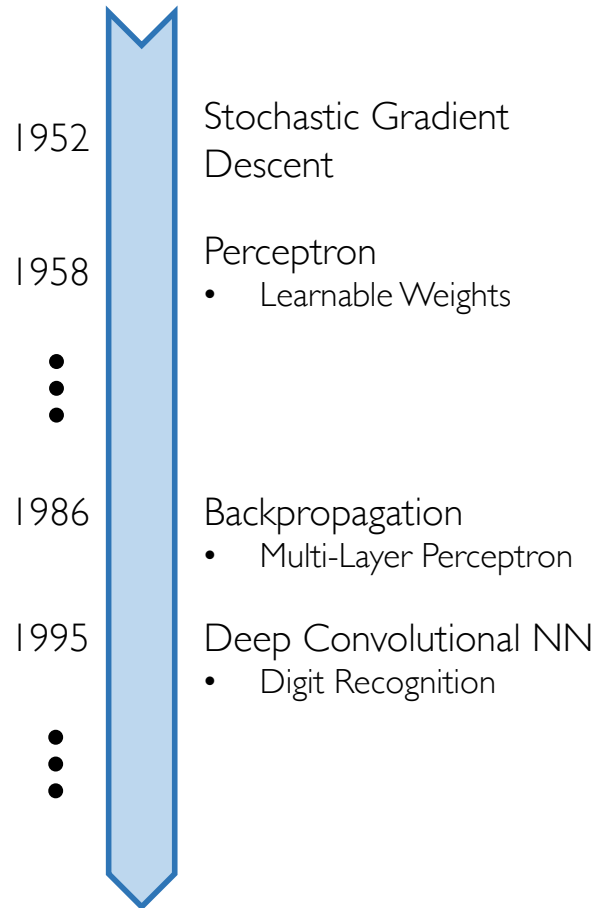 1952
Stochastic Gradient
Descent
1958
Perceptron
• Learnable Weights
1986
Backpropagation
• Multi-Layer Perceptron
1995
Deep Convolutional NN
• Digit Recognition